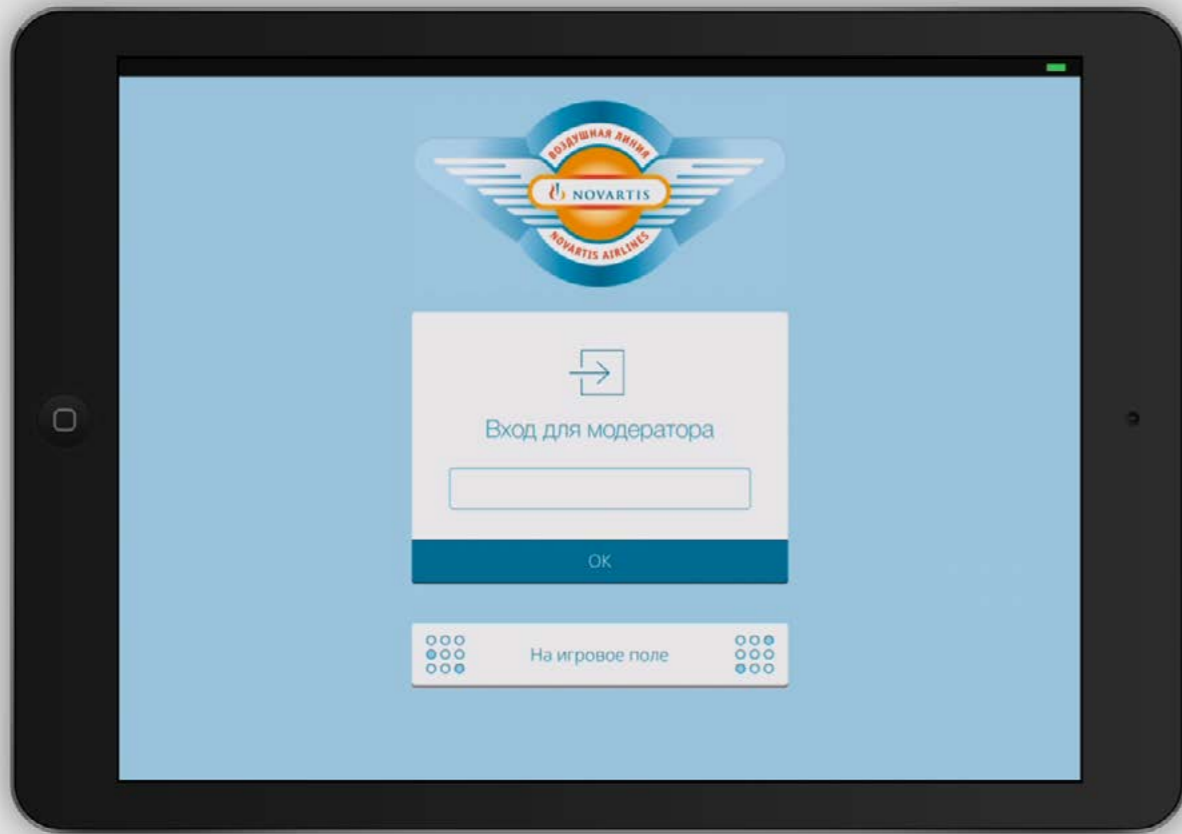 ВОЗДУШНАЯ ЛИНИЯ
NOVARTIS
NOVARTIS AIRLINES
Вход для модератора
OK
На игровое поле